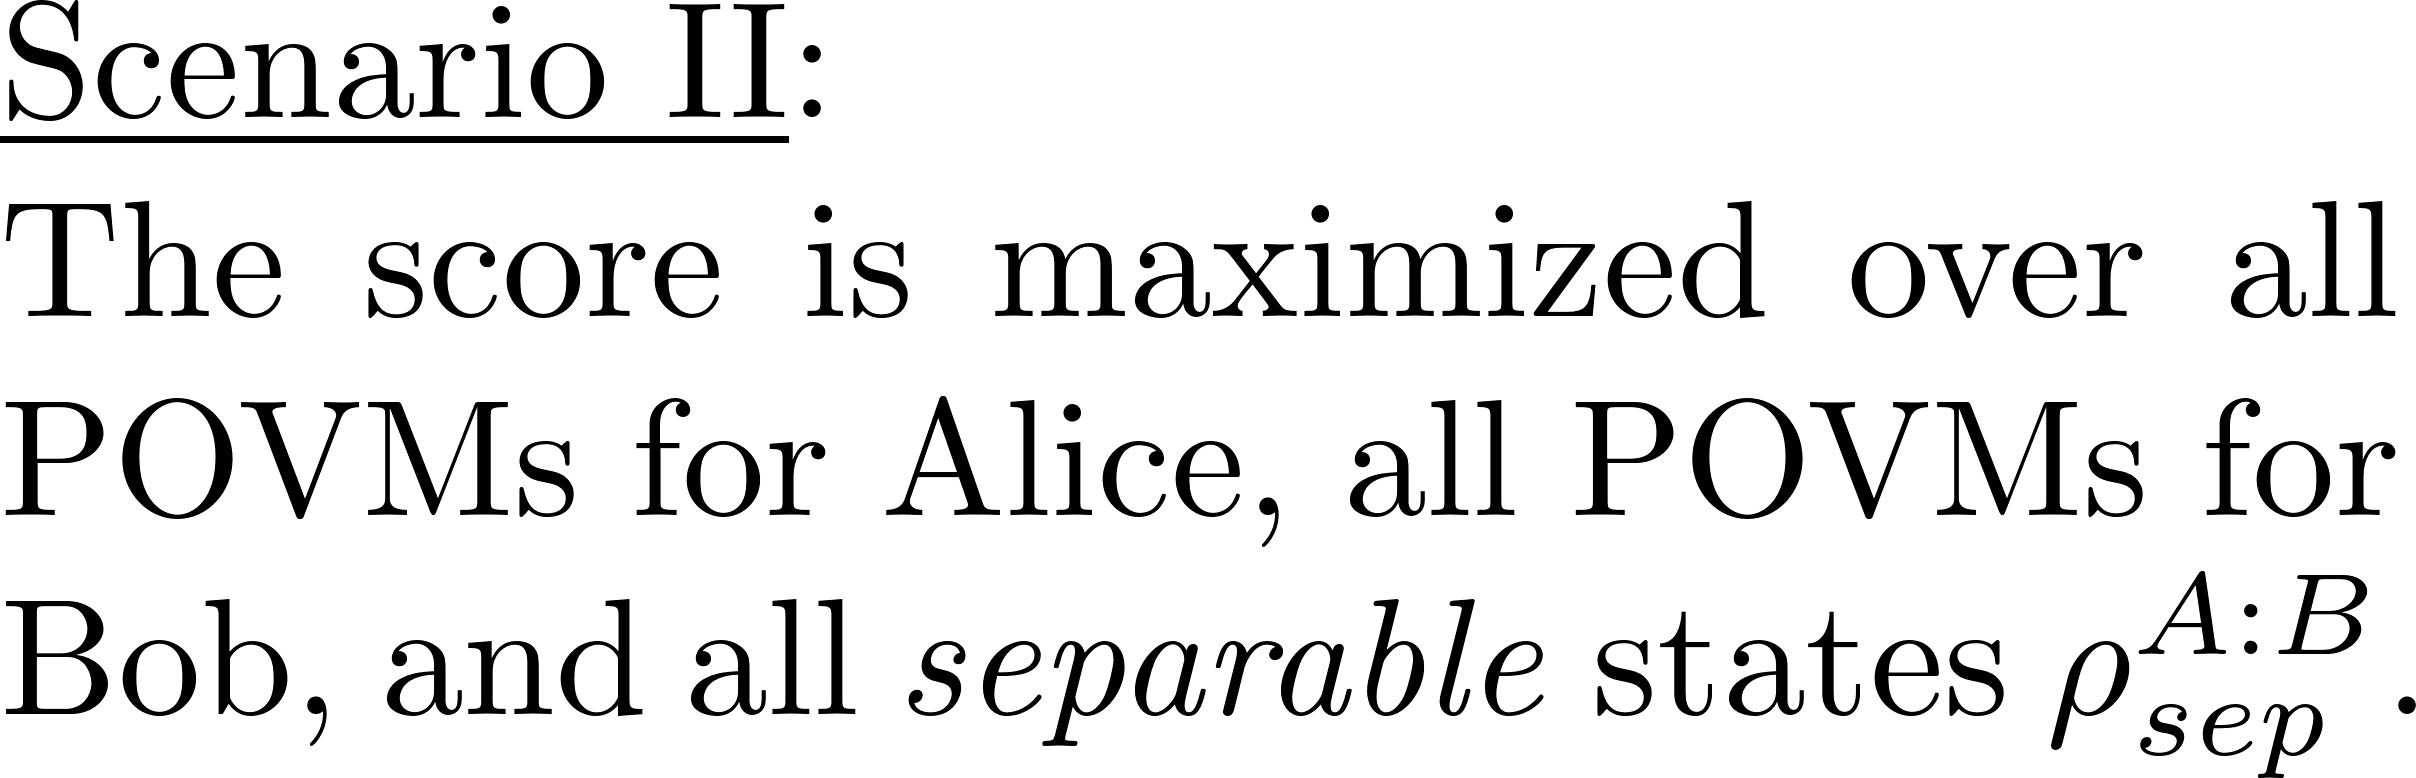 Scenario II:
The score is maximized over all
POVMs for Alice, all POVMs for
Bob, and all separable states $\rho_{sep}^{A:B}$.